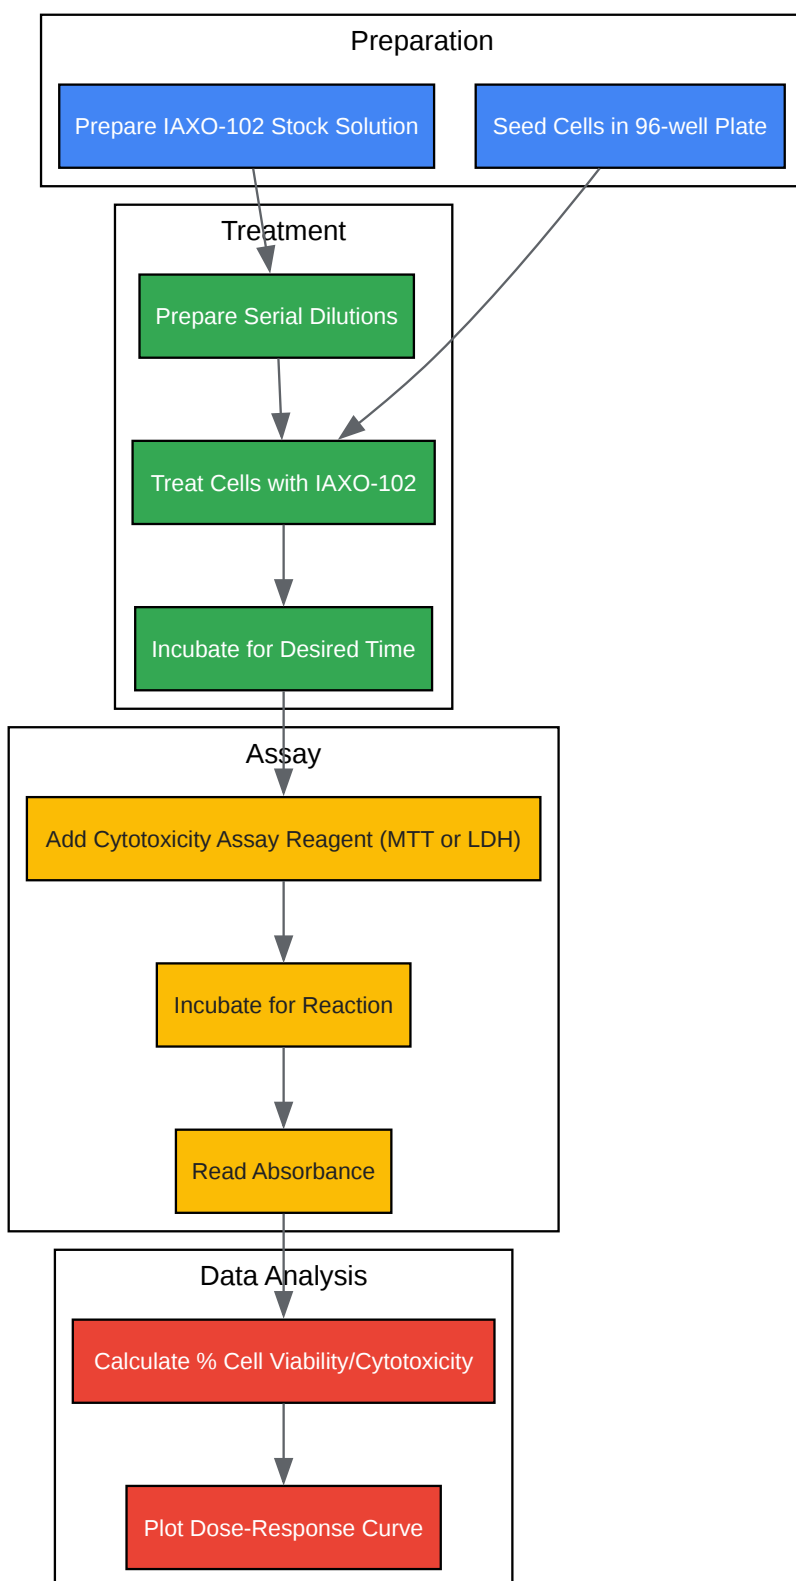 Preparation
Prepare IAXO-102 Stock Solution
Seed Cells in 96-well Plate
Treatment
Prepare Serial Dilutions
Treat Cells with IAXO-102
Incubate for Desired Time
Assay
Add Cytotoxicity Assay Reagent (MTT or LDH)
Incubate for Reaction
Read Absorbance
Data Analysis
Calculate % Cell Viability/Cytotoxicity
Plot Dose-Response Curve